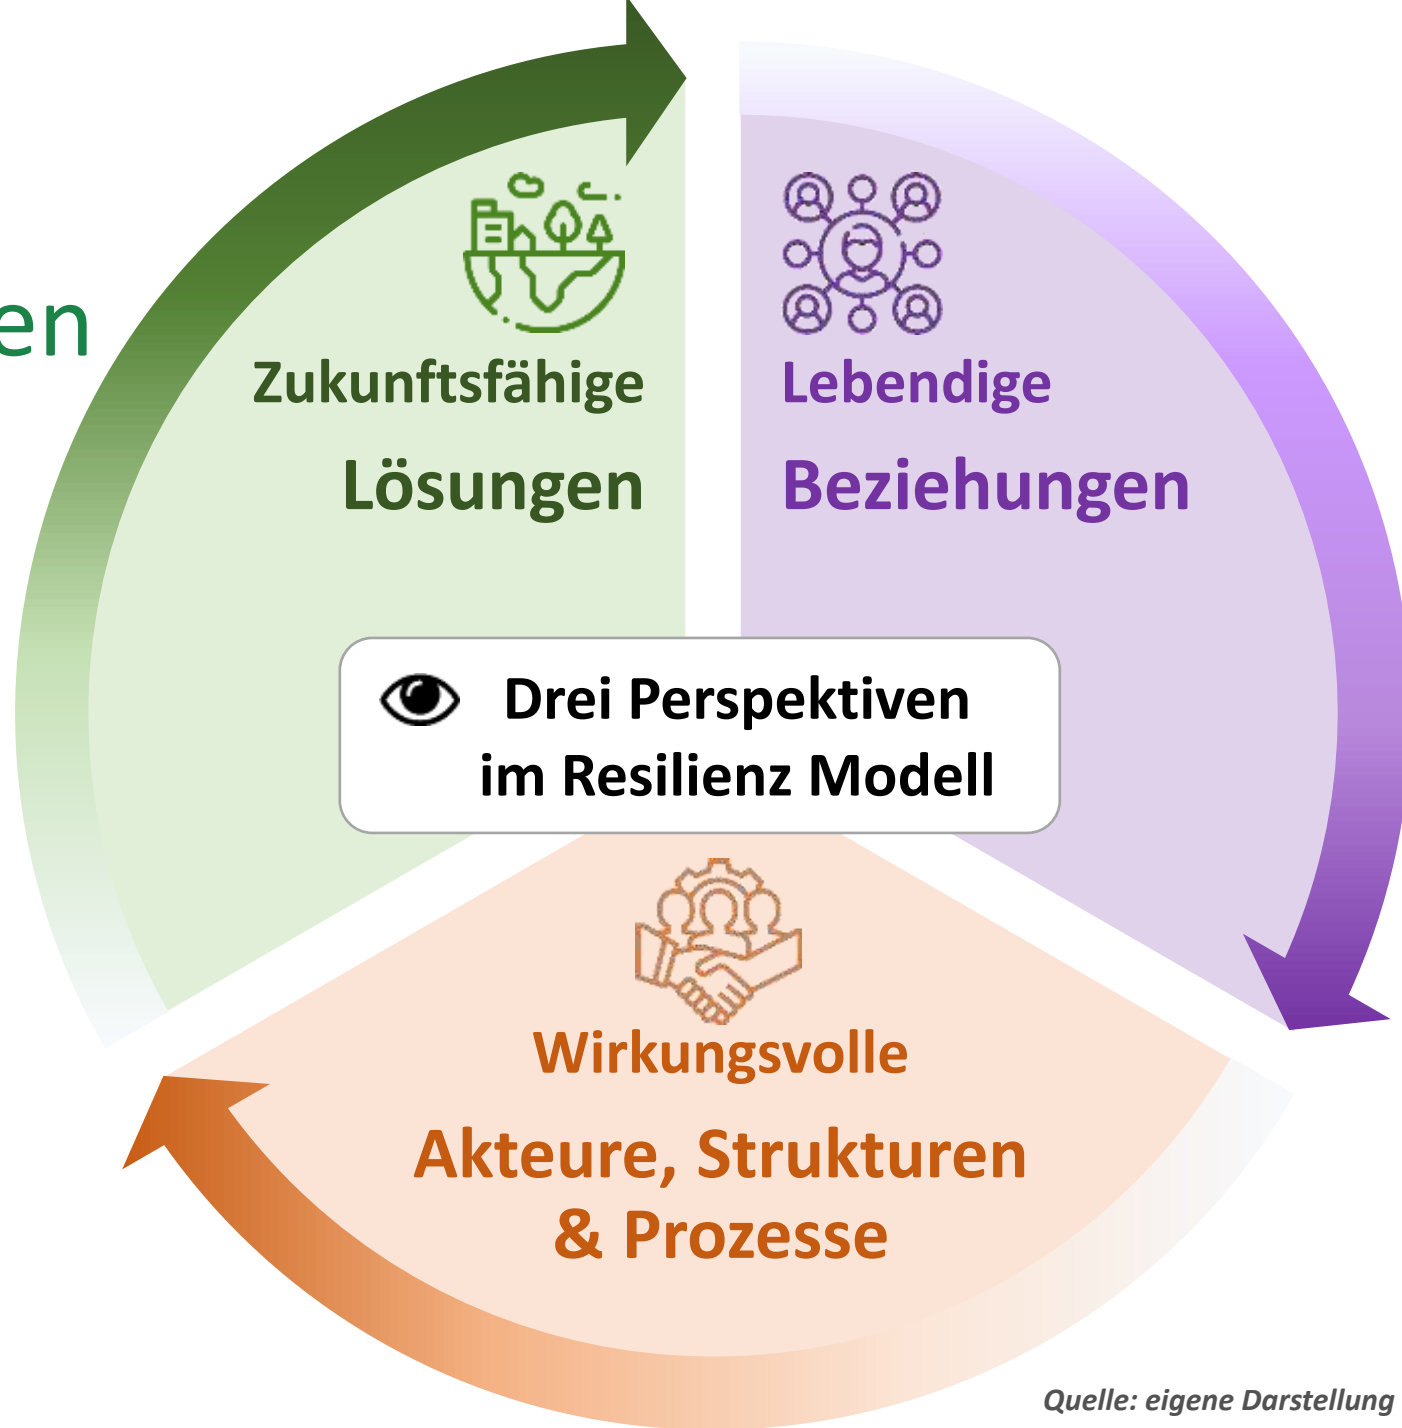 en
Zukunftsfähige
Lösungen
Lebendige
Beziehungen
Drei Perspektiven
im Resilienz Modell
Wirkungsvolle
Akteure, Strukturen
& Prozesse
Quelle: eigene Darstellung